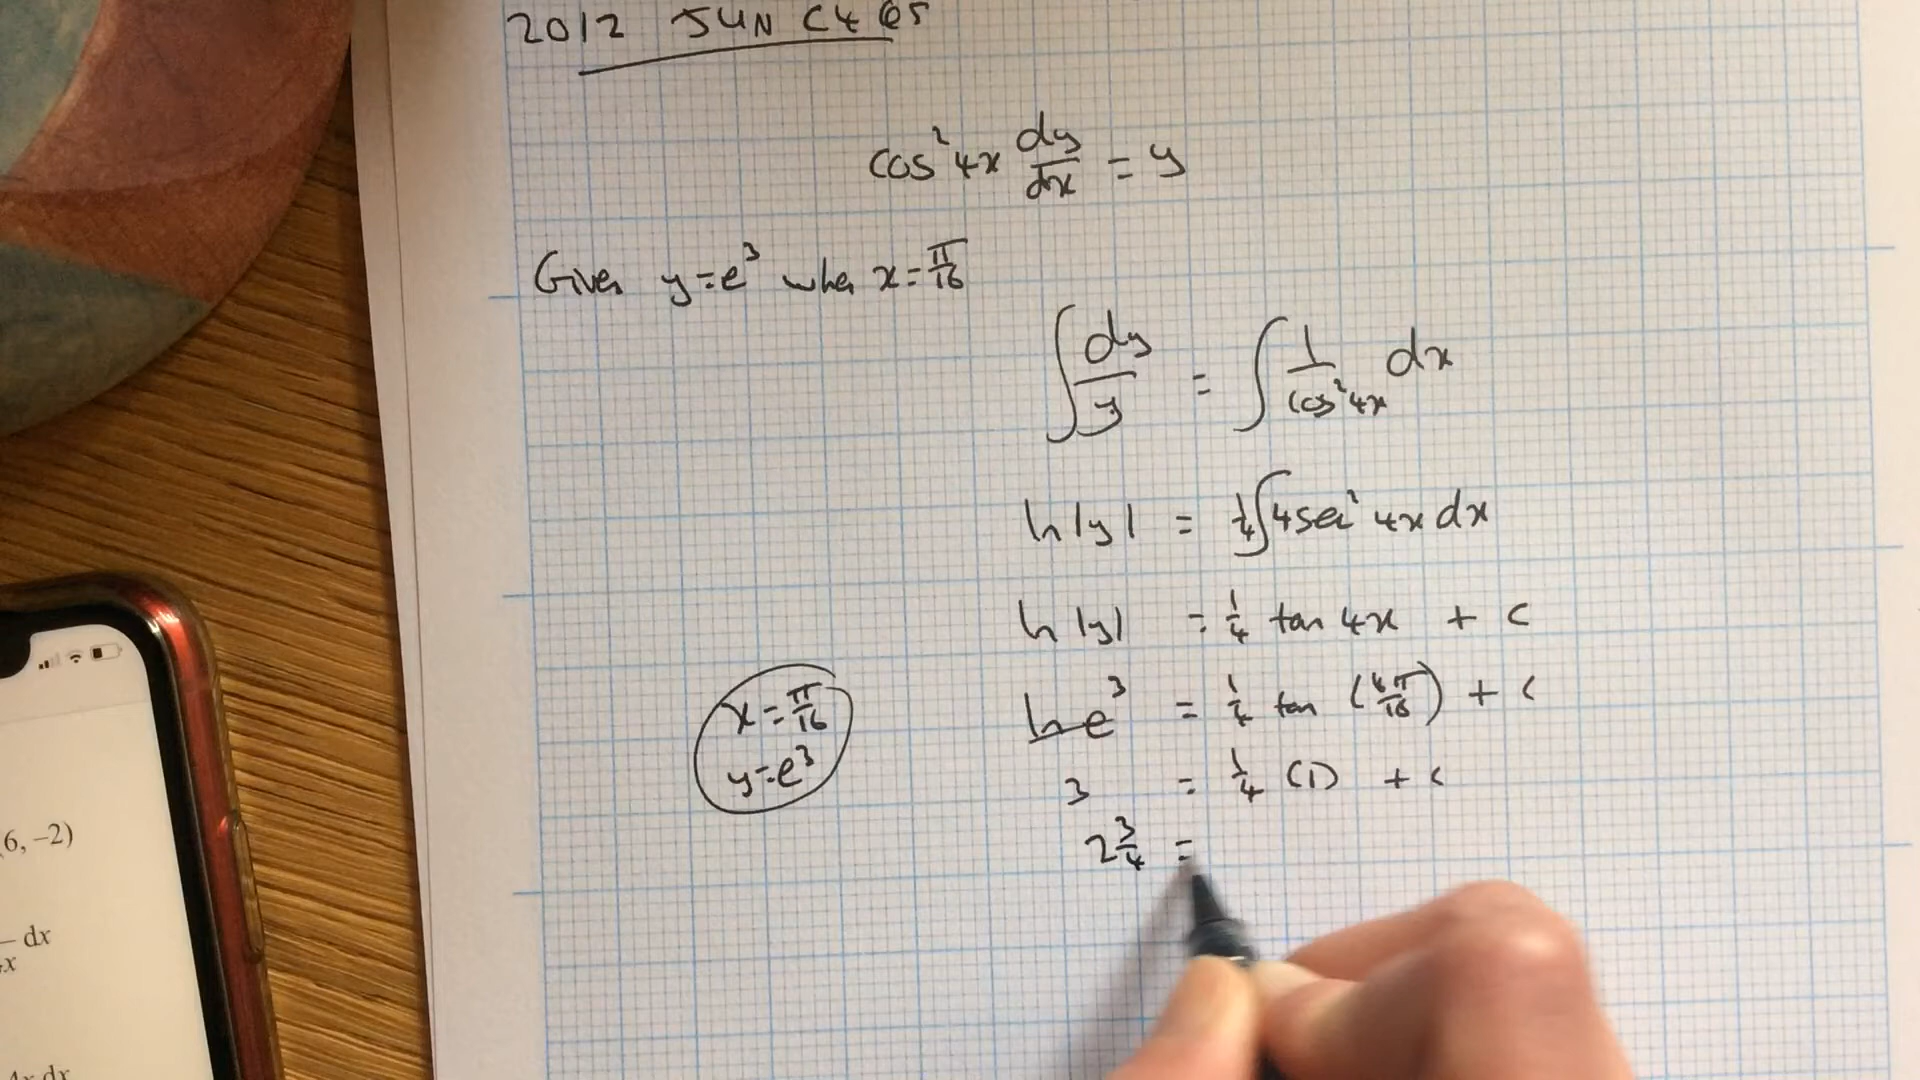 2012 JUN C4 Q5
cos²4x dy/dx = y
Given y=e³ when x=π/16
∫ dy/y = ∫ 1/cos²4x dx
ln|y| = ¼∫4sec²4x dx
ln|y| = ¼ tan 4x + c
x=π/16
y=e³
ln e³ = ¼ tan (4π/16) + c
3 = ¼ (1) + c
2¾ =
6, −2)
dx
x
4x dx